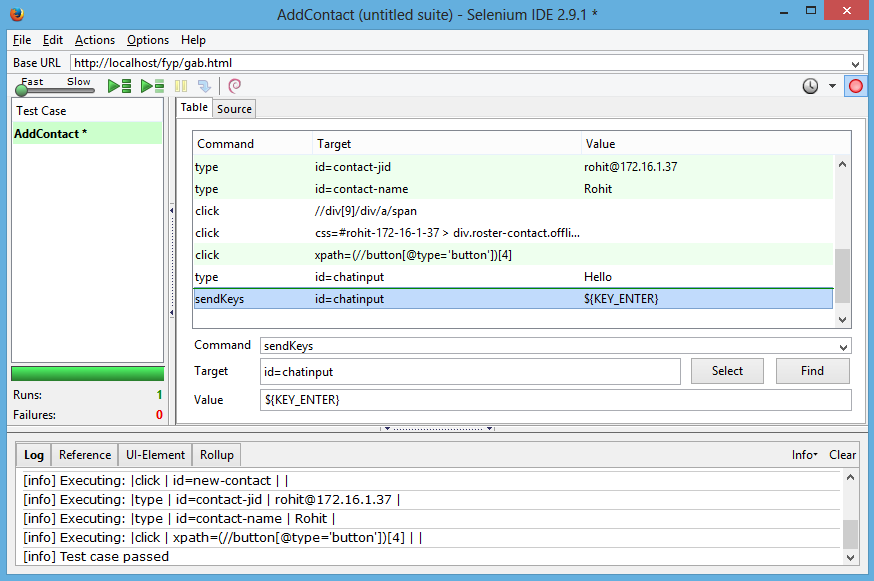 AddContact (untitled suite) - Selenium IDE 2.9.1 *
File Edit Actions Options Help
Base URL http://localhost/fyp/gab.html
Fast Slow
Test Case
AddContact *
Table Source
Command Target Value
type id=contact-jid rohit@172.16.1.37
type id=contact-name Rohit
click //div[9]/div/a/span
click css=#rohit-172-16-1-37 > div.roster-contact.offli...
click xpath=(//button[@type='button'])[4]
type id=chatinput Hello
sendKeys id=chatinput ${KEY_ENTER}
Command sendKeys
Target id=chatinput Select Find
Value ${KEY_ENTER}
Runs: 1
Failures: 0
Log Reference UI-Element Rollup Info Clear
[info] Executing: |click | id=new-contact | |
[info] Executing: |type | id=contact-jid | rohit@172.16.1.37 |
[info] Executing: |type | id=contact-name | Rohit |
[info] Executing: |click | xpath=(//button[@type='button'])[4] | |
[info] Test case passed